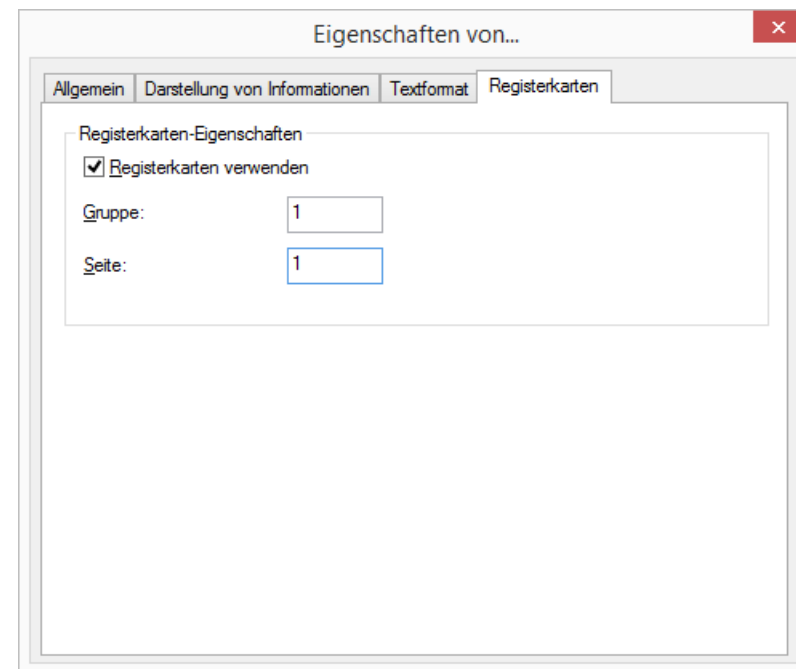 Eigenschaften von...
Allgemein Darstellung von Informationen Textformat Registerkarten
Registerkarten-Eigenschaften
Registerkarten verwenden
Gruppe: 1
Seite: 1